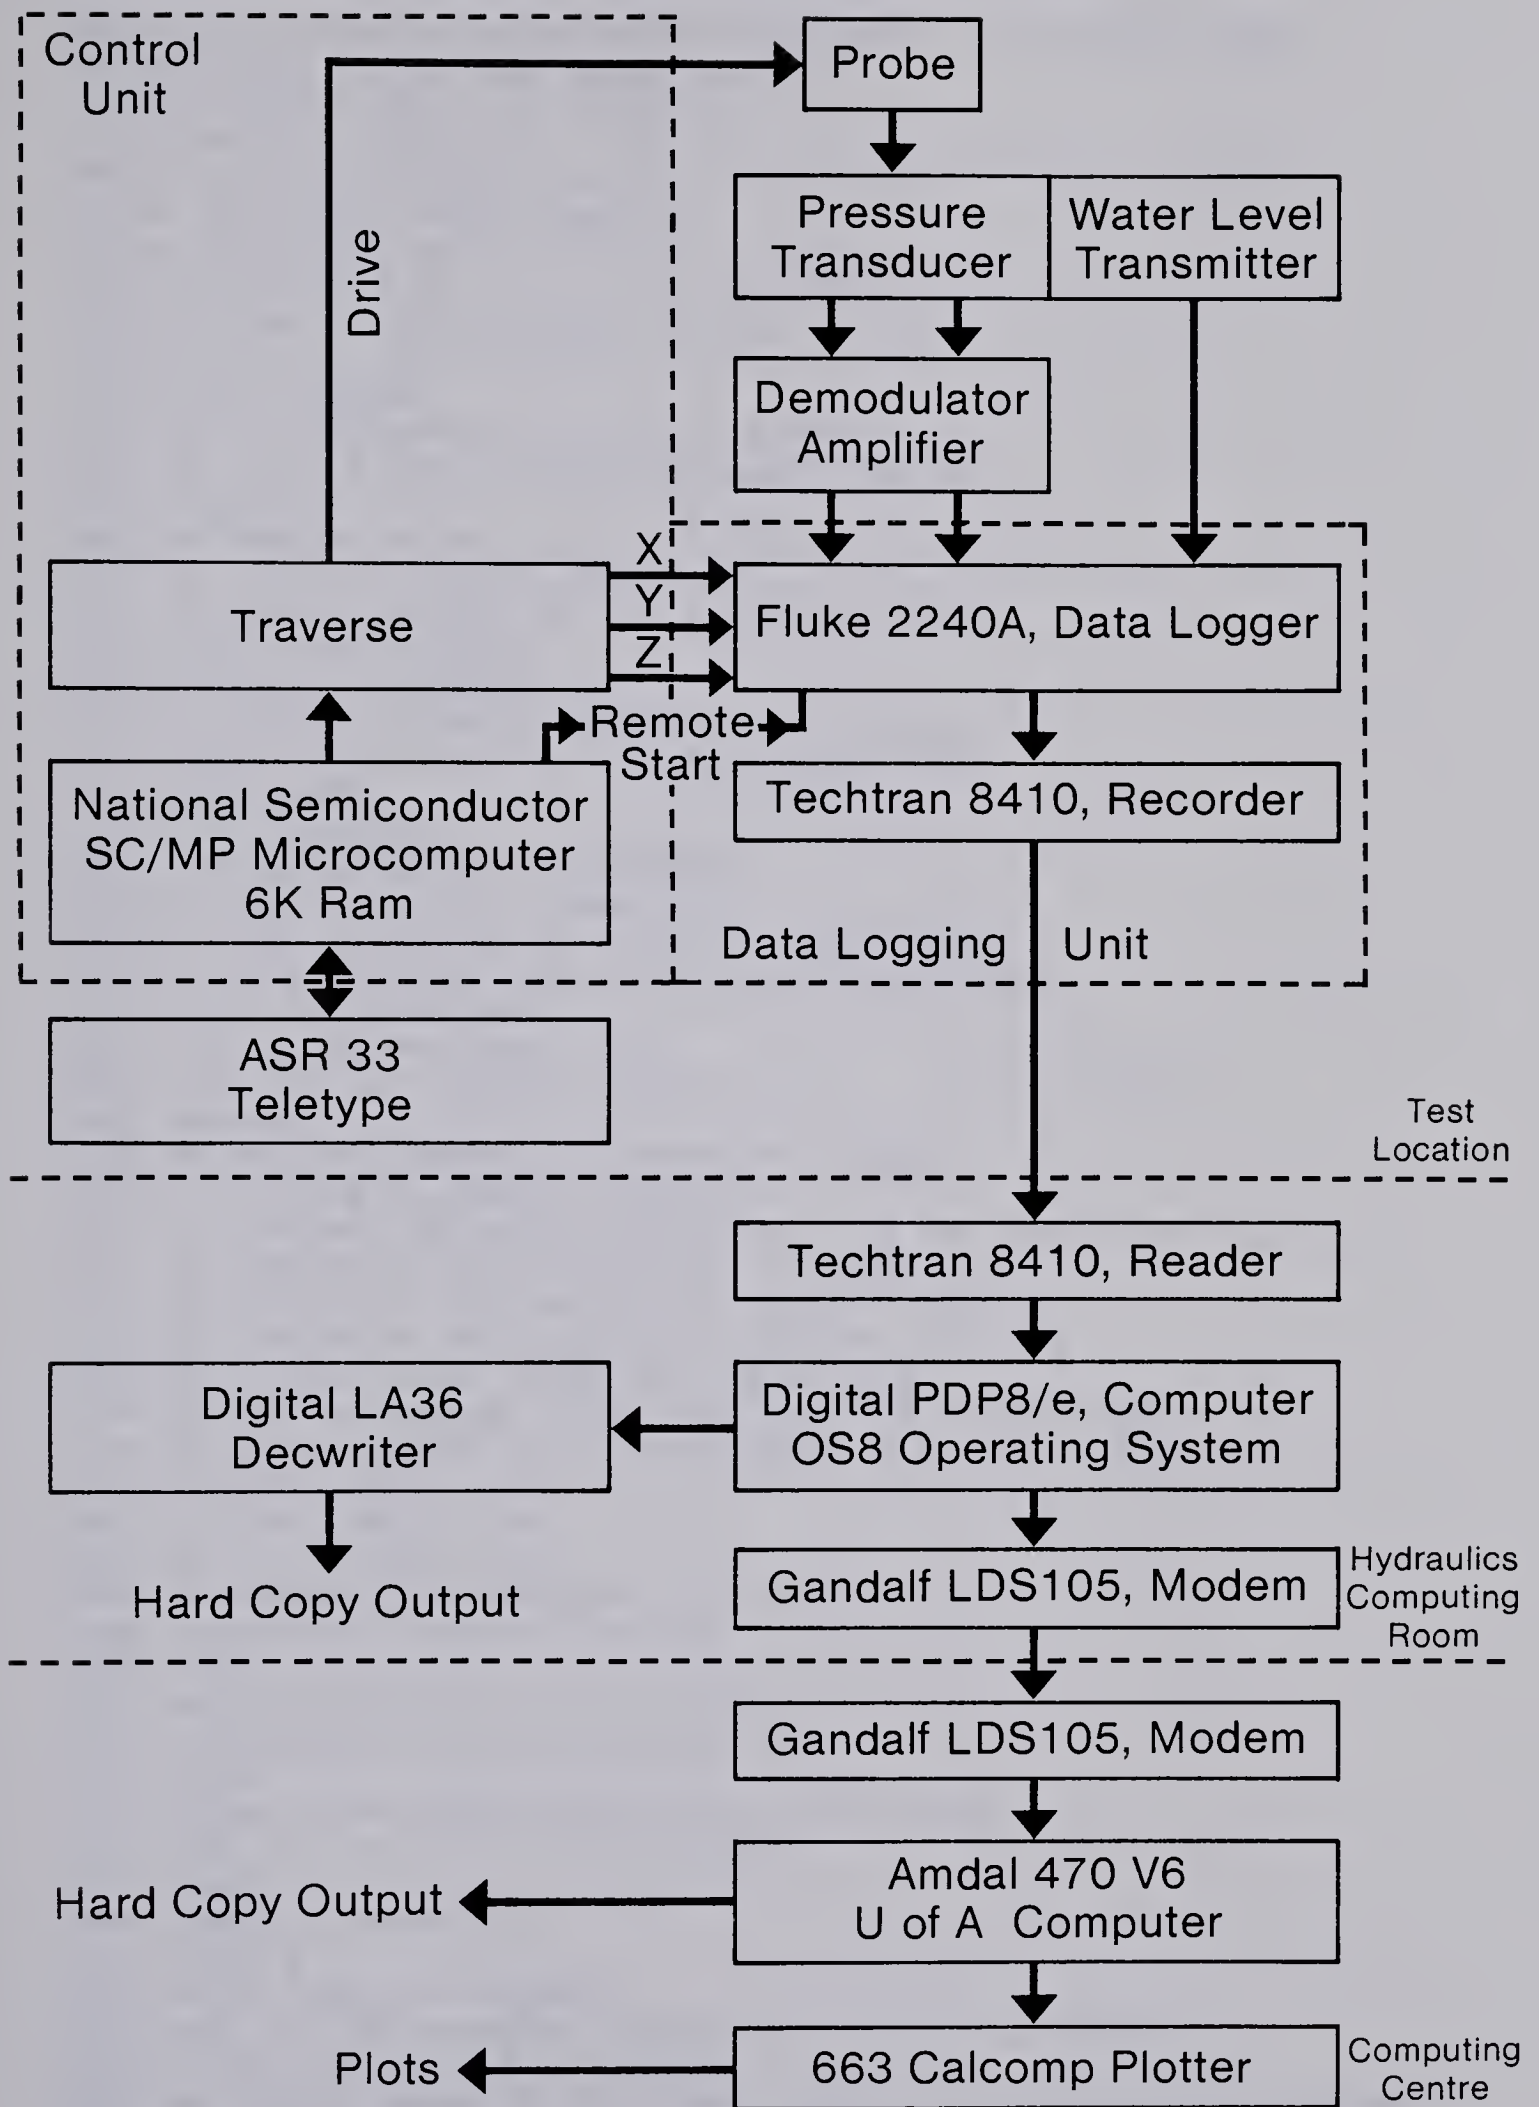 Control
Unit
Probe
Drive
Pressure
Transducer
Water Level
Transmitter
Demodulator
Amplifier
Traverse
X
Y
Z
Fluke 2240A, Data Logger
Remote
Start
National Semiconductor
SC/MP Microcomputer
6K Ram
Techtran 8410, Recorder
Data Logging Unit
ASR 33
Teletype
Test
Location
Techtran 8410, Reader
Digital LA36
Decwriter
Digital PDP8/e, Computer
OS8 Operating System
Hard Copy Output
Gandalf LDS105, Modem
Hydraulics
Computing
Room
Gandalf LDS105, Modem
Hard Copy Output
Amdal 470 V6
U of A Computer
Plots
663 Calcomp Plotter
Computing
Centre